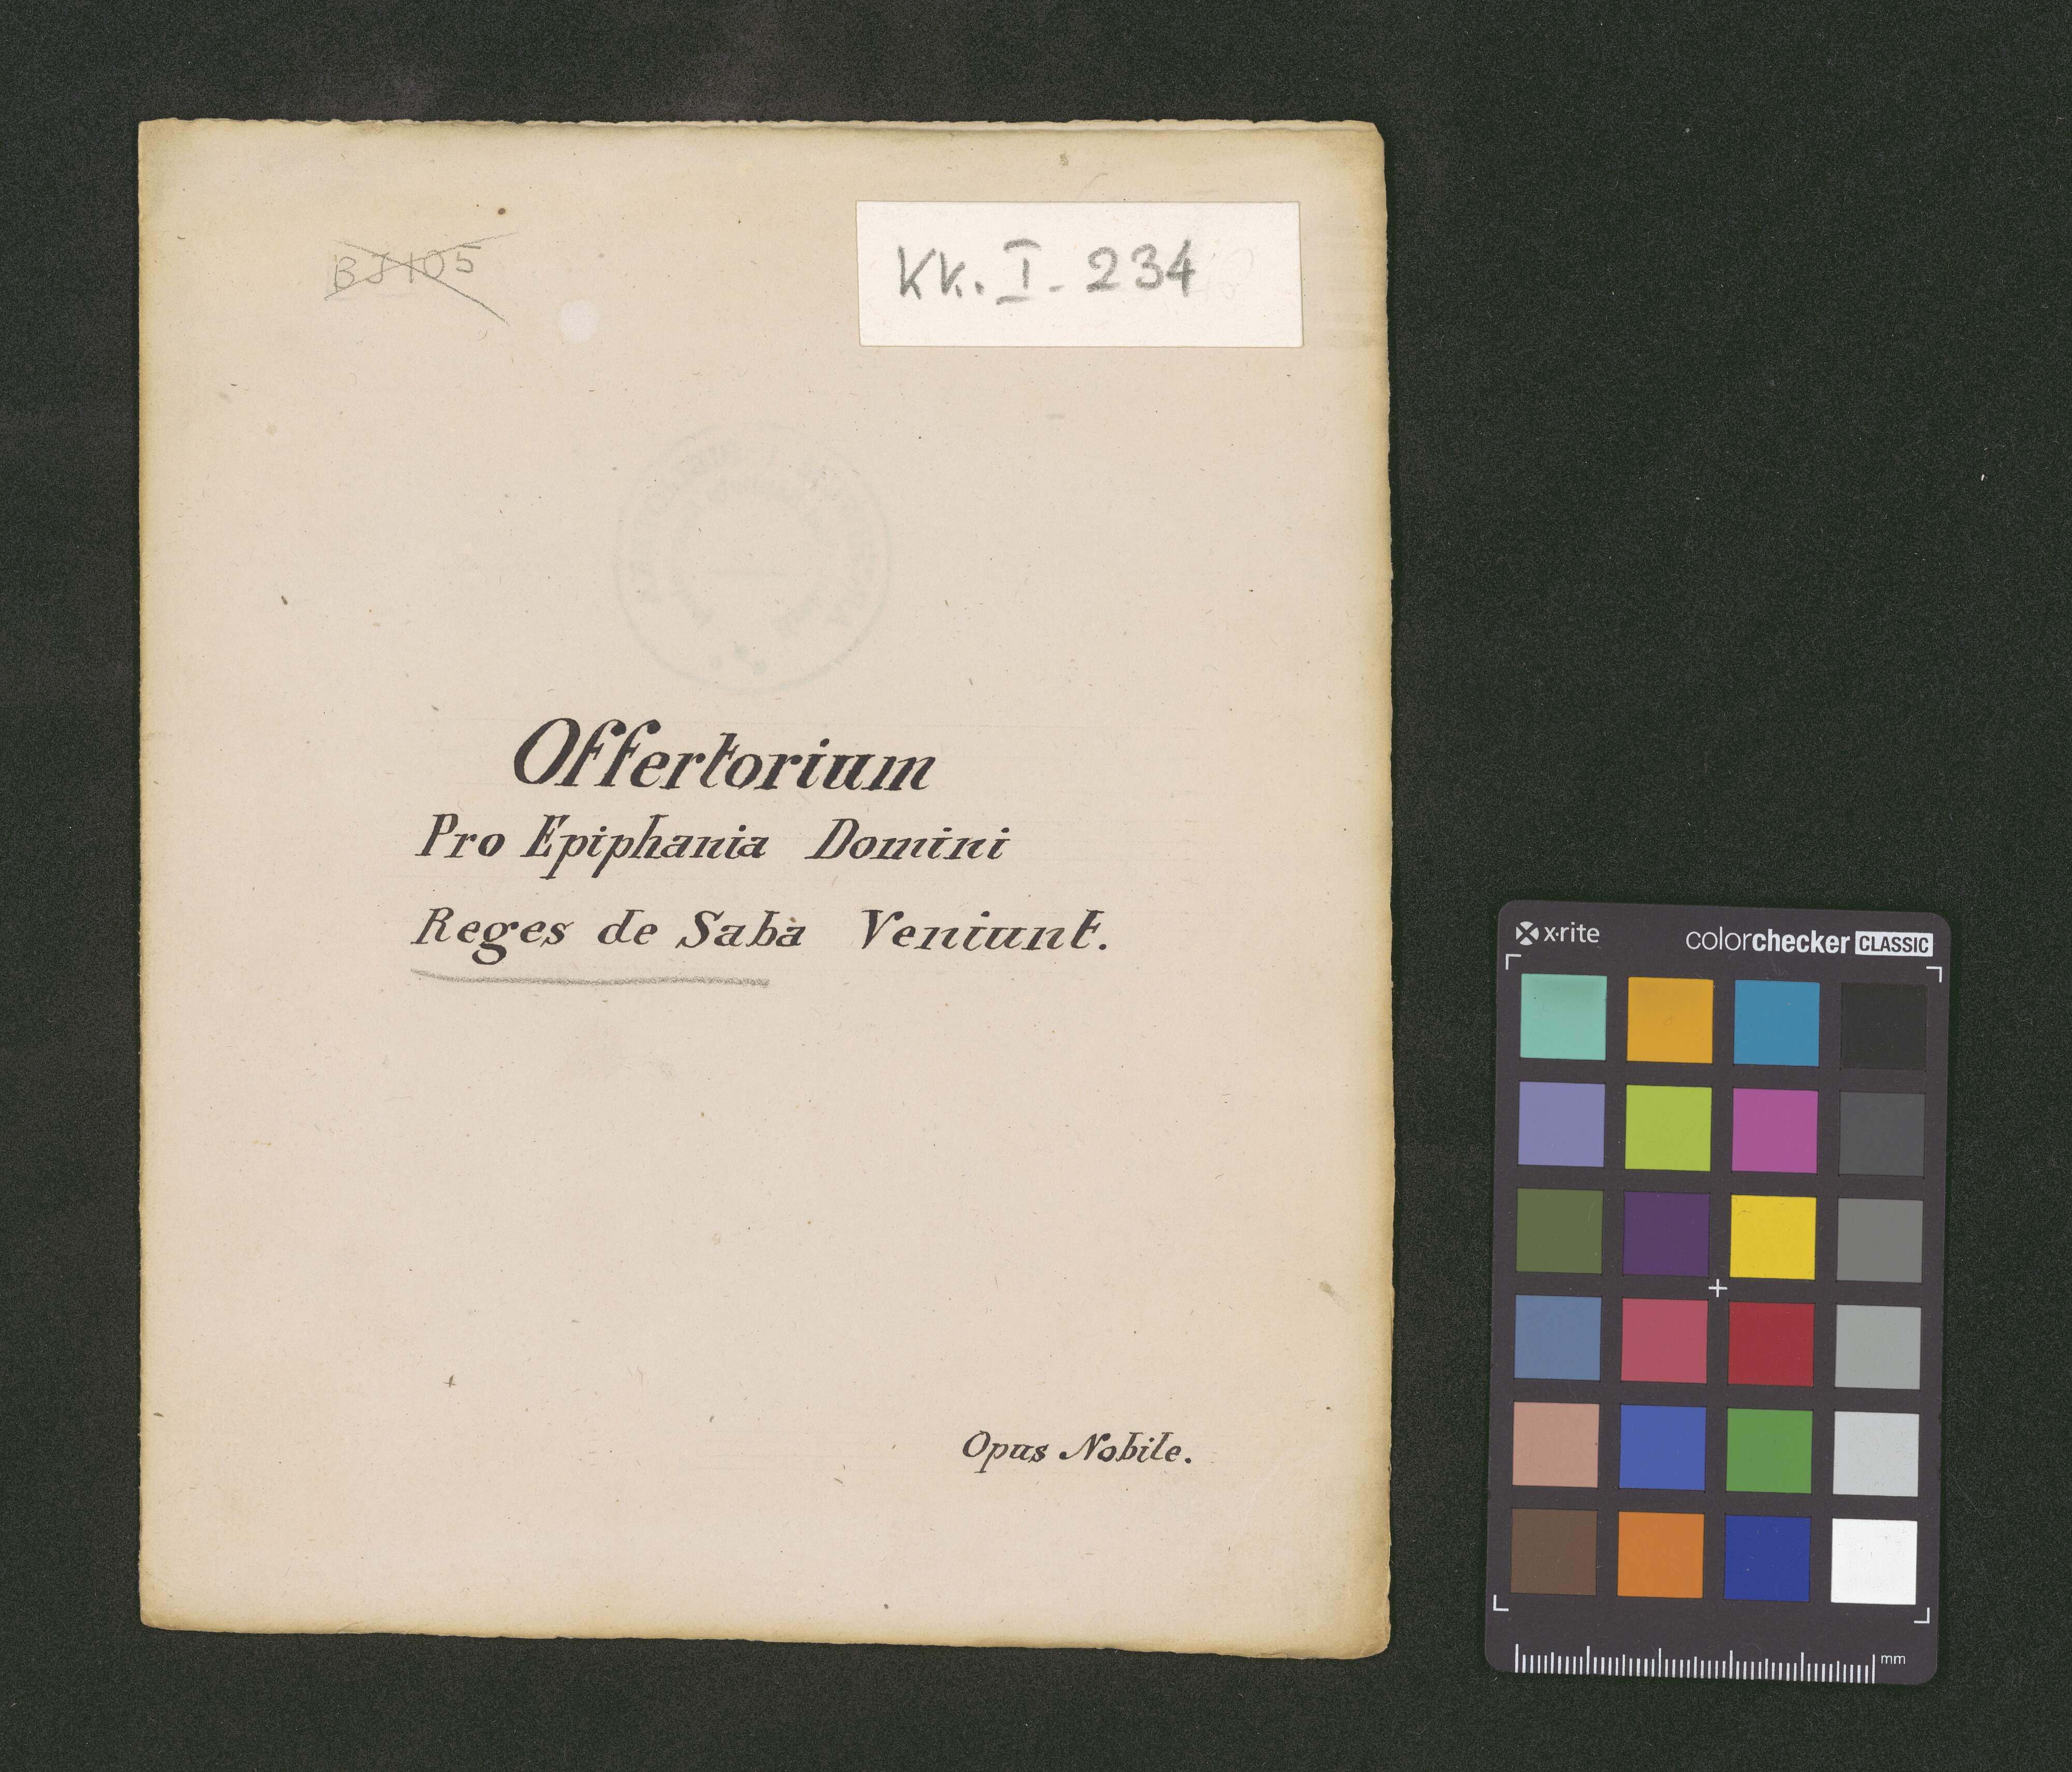 BJ105
KK. I. 234
Offertorium
Pro Epiphania Domini
Reges de Saba Veniunt.
Opus Nobile.
x·rite
colorchecker CLASSIC
mm